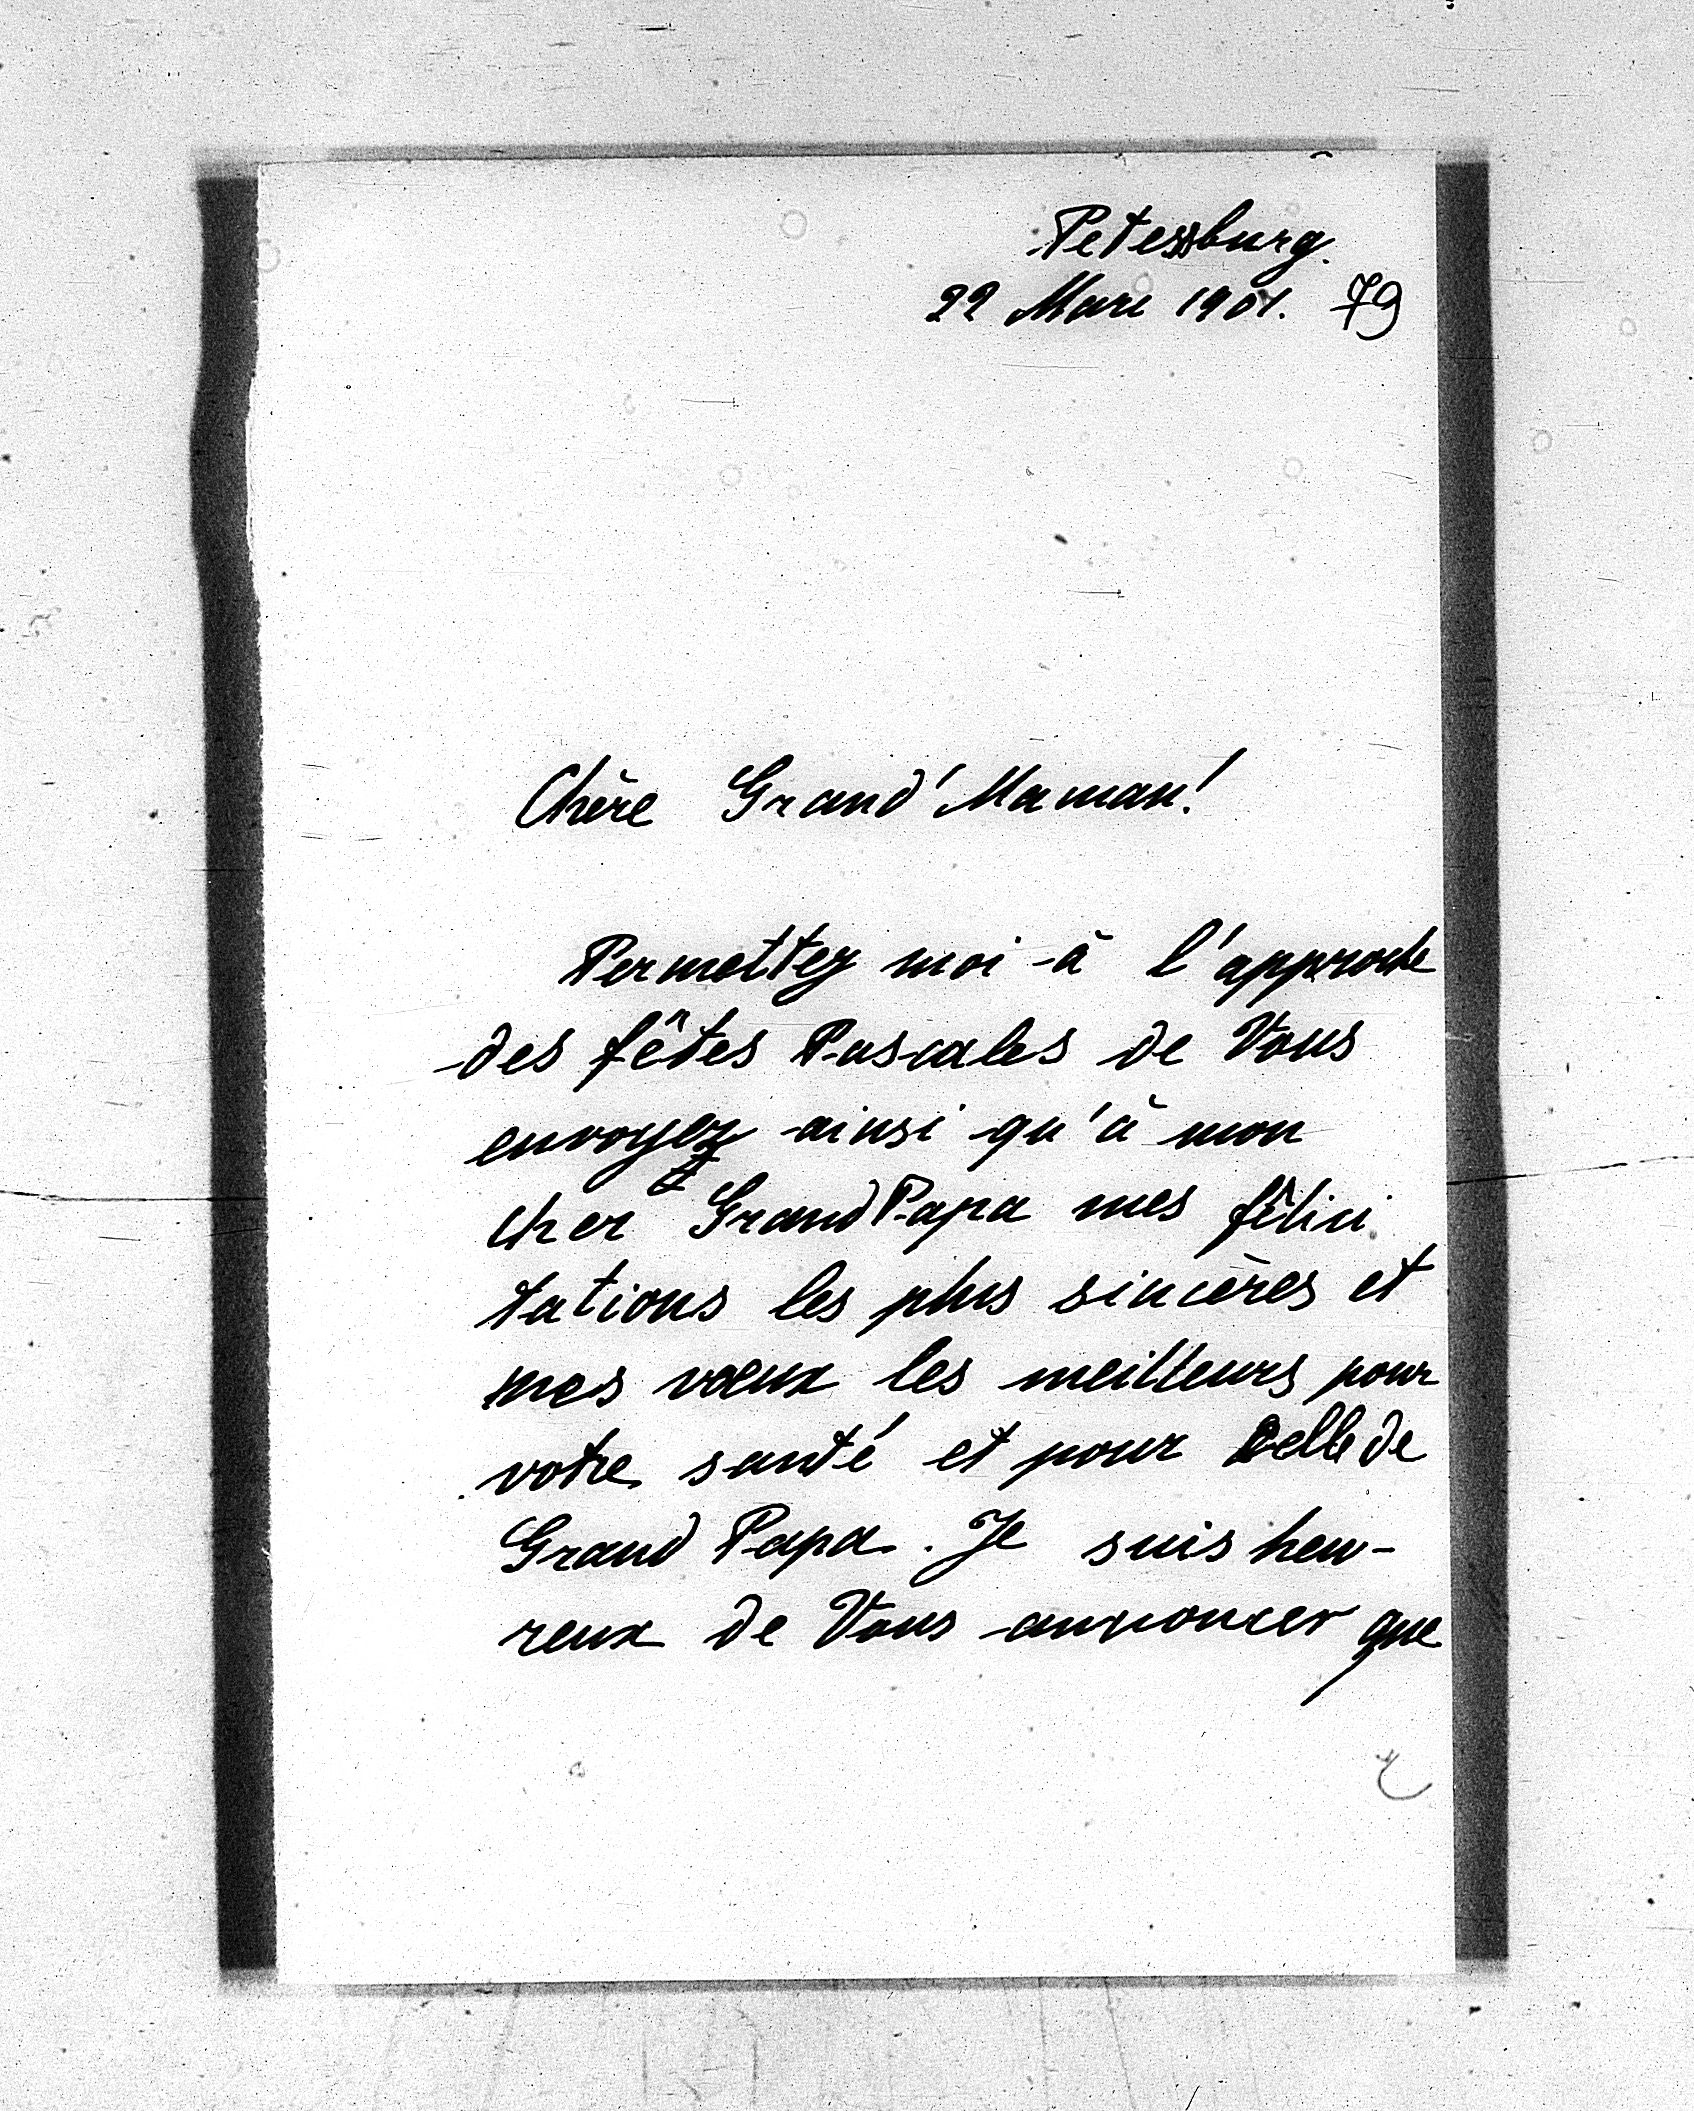 Petersburg.
22 Mars 1901. 79
Chère Grand'Maman!
Permettez moi à l'approche
des fêtes Pascales de Vous
envoyez ainsi qu'à mon
cher Grand Papa mes félici
tations les plus sincères et
mes voeux les meilleurs pour
votre santé et pour celle de
Grand Papa. Je suis heu-
reux de Vous annoncer que